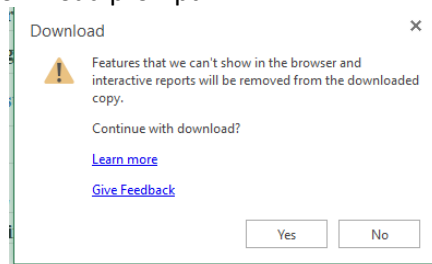 Download
Features that we can't show in the browser and
interactive reports will be removed from the downloaded
copy.
Continue with download?
Learn more
Give Feedback
Yes
No